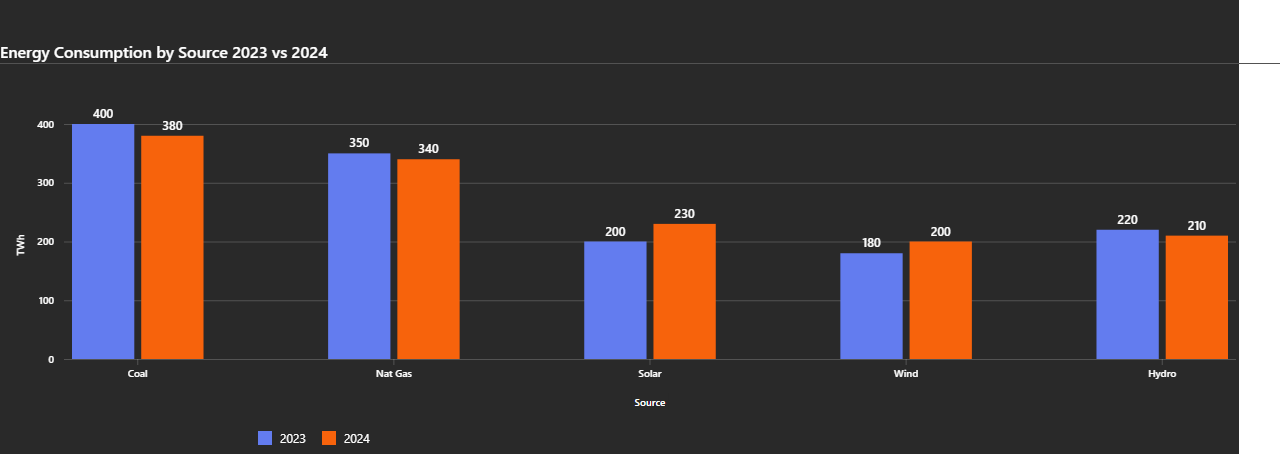 Energy Consumption by Source 2023 vs 2024
400 380 350 340 200 230 180 200 220 210
400
300
200
100
0
TWh
Coal Nat Gas Solar Wind Hydro
Source
2023 2024